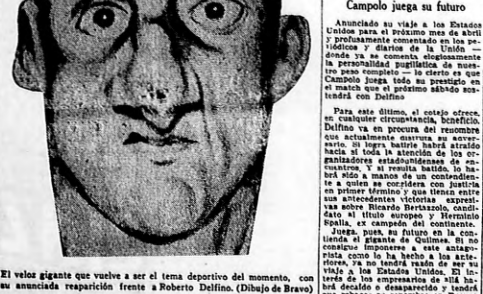 Campolo juega su futuro
Anunciado su viaje a los Estados
Unidos para el próximo mes de abril
y profusamente comentado en los pe-
riódicos y diarios de la Unión —
donde ya se comenta elogiosamente
la personalidad pugilística de nues-
tro peso completo — lo cierto es que
Campolo juega todo su prestigio en
el match que el próximo sábado sos-
tendrá con Delfino
Para este último, el cotejo ofrece,
en cualquier circunstancia, beneficio.
Delfino va en procura del renombre
que actualmente disfruta su adver-
sario. Si logra batirle habrá atraído
hacia sí toda la atención de los or-
ganizadores estadounidenses de en-
cuentros. Y si resulta batido, lo ha-
brá sido a manos de un contendien-
te a quien se considera con justicia
en primer término y que tienen entre
sus antecedentes victorias expresi-
vas sobre Ricardo Bertazzolo, candi-
dato al título europeo y Herminio
Spalla, ex campeón del continente.
Juega, pues, su futuro en la con-
tienda el gigante de Quilmes. Si no
consigue imponerse a este antago-
nista como lo ha hecho a los ante-
riores, ya no tendrá razón de ser su
viaje a los Estados Unidos. El in-
terés de los empresarios de allá ha-
brá decaído o desaparecido y tendrá
El veloz gigante que vuelve a ser el tema deportivo del momento, con
su anunciada reaparición frente a Roberto Delfino. (Dibujo de Bravo)